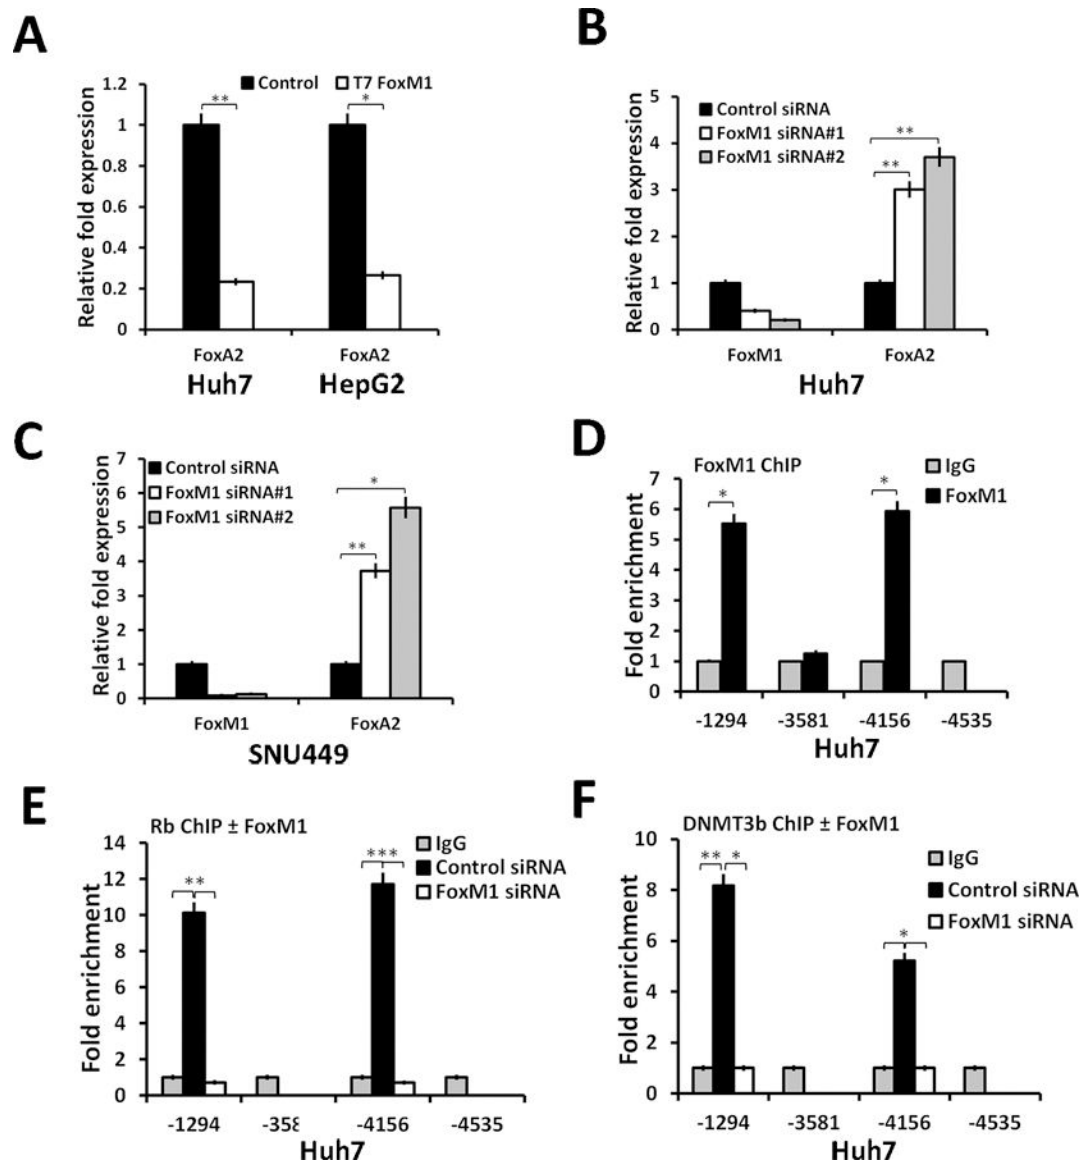 A
Control T7 FoxM1
Relative fold expression
1.2
1
0.8
0.6
0.4
0.2
0
** *
FoxA2 FoxA2
Huh7 HepG2
B
Control siRNA
FoxM1 siRNA#1
FoxM1 siRNA#2
Relative fold expression
5
4
3
2
1
0
**
**
FoxM1 FoxA2
Huh7
C
Control siRNA
FoxM1 siRNA#1
FoxM1 siRNA#2
Relative fold expression
7
6
5
4
3
2
1
0
*
**
FoxM1 FoxA2
SNU449
D
FoxM1 ChIP
IgG
FoxM1
Fold enrichment
7
6
5
4
3
2
1
0
* *
-1294 -3581 -4156 -4535
Huh7
E
Rb ChIP ± FoxM1
IgG
Control siRNA
FoxM1 siRNA
Fold enrichment
14
12
10
8
6
4
2
0
** ***
-1294 -358 -4156 -4535
Huh7
F
DNMT3b ChIP ± FoxM1
IgG
Control siRNA
FoxM1 siRNA
Fold enrichment
10
8
6
4
2
0
** * *
-1294 -3581 -4156 -4535
Huh7